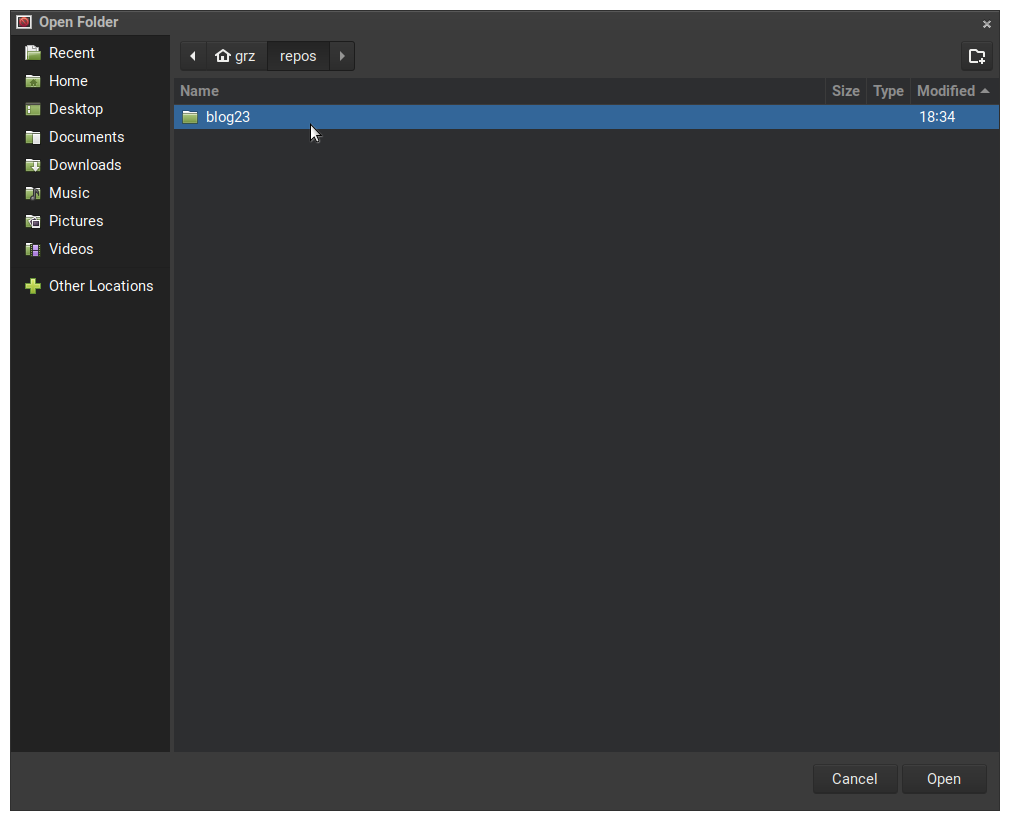 Open Folder
Recent
Home
Desktop
Documents
Downloads
Music
Pictures
Videos
Other Locations
grz repos
Name Size Type Modified
blog23 18:34
Cancel Open